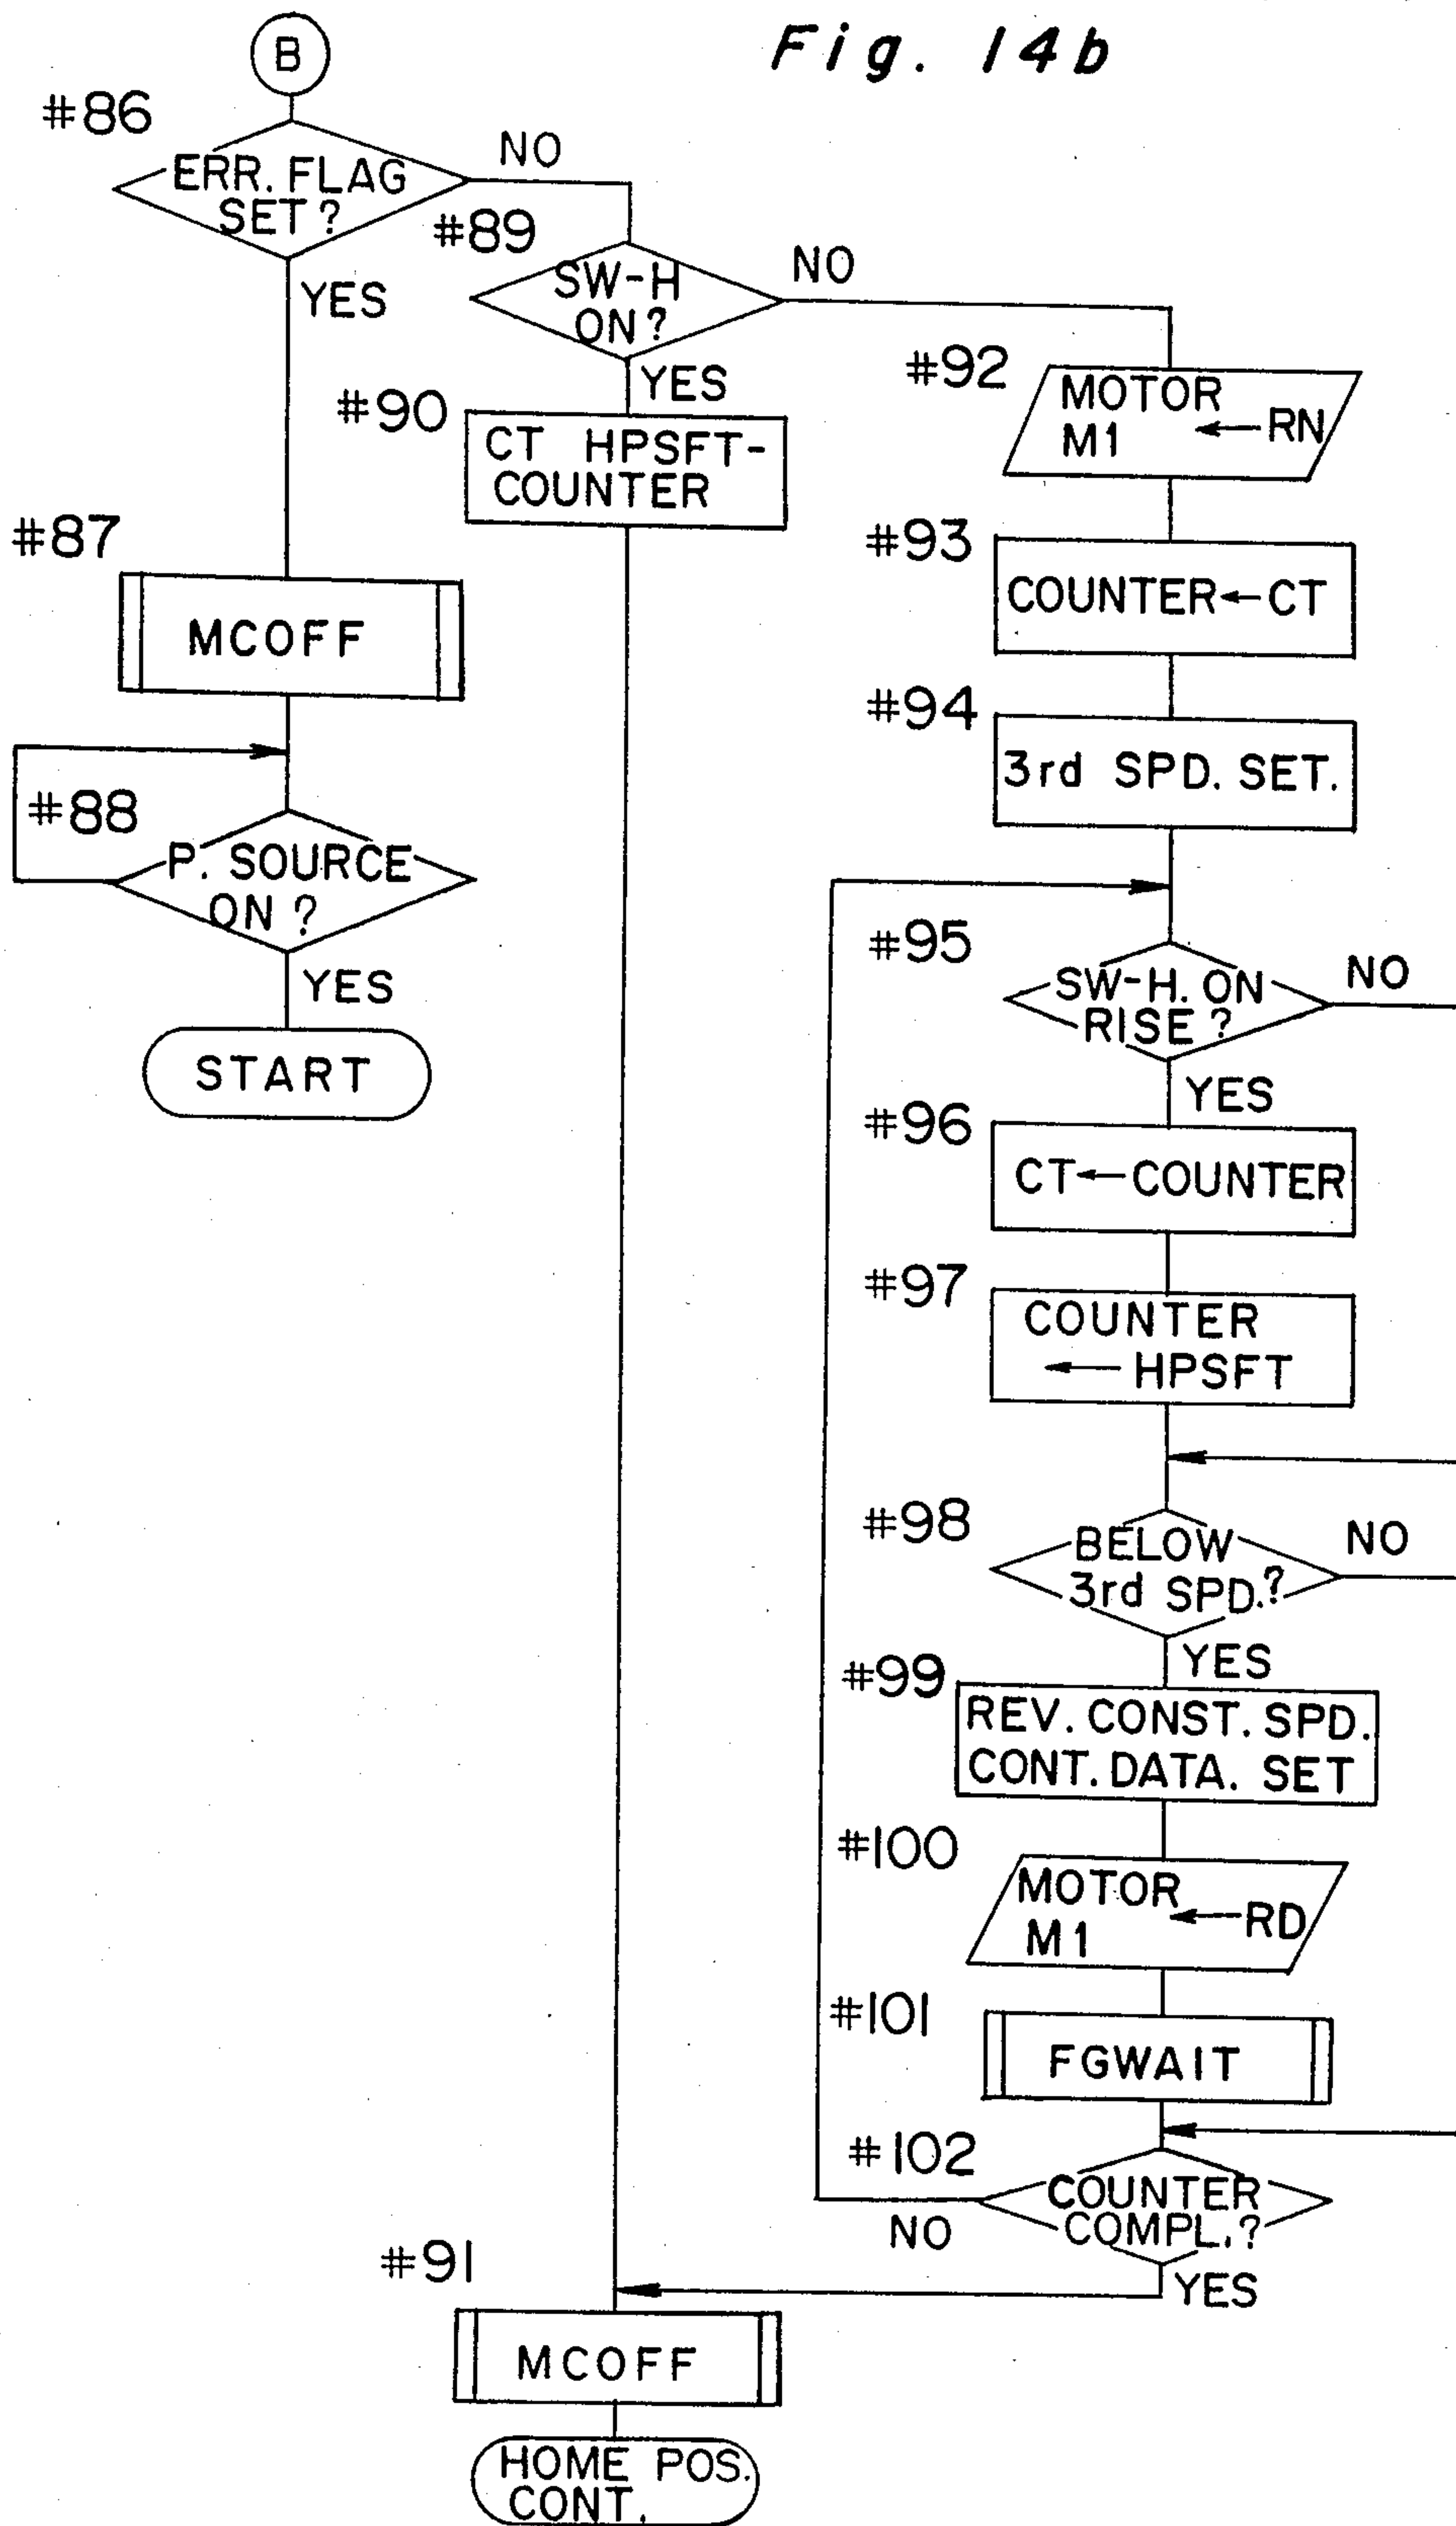 Fig. 14b
B
#86
ERR. FLAG
SET?
NO
YES
#87
MCOFF
#88
P. SOURCE
ON?
YES
START
#89
SW-H
ON?
NO
YES
#90
CT HPSFT-
COUNTER
#91
MCOFF
HOME POS.
CONT.
#92
MOTOR
M1 ←RN
#93
COUNTER←CT
#94
3rd SPD. SET.
#95
SW-H. ON
RISE?
NO
YES
#96
CT←COUNTER
#97
COUNTER
←HPSFT
#98
BELOW
3rd SPD.?
NO
YES
#99
REV. CONST. SPD.
CONT. DATA. SET
#100
MOTOR
M1 ←RD
#101
FGWAIT
#102
COUNTER
COMPL.?
NO
YES